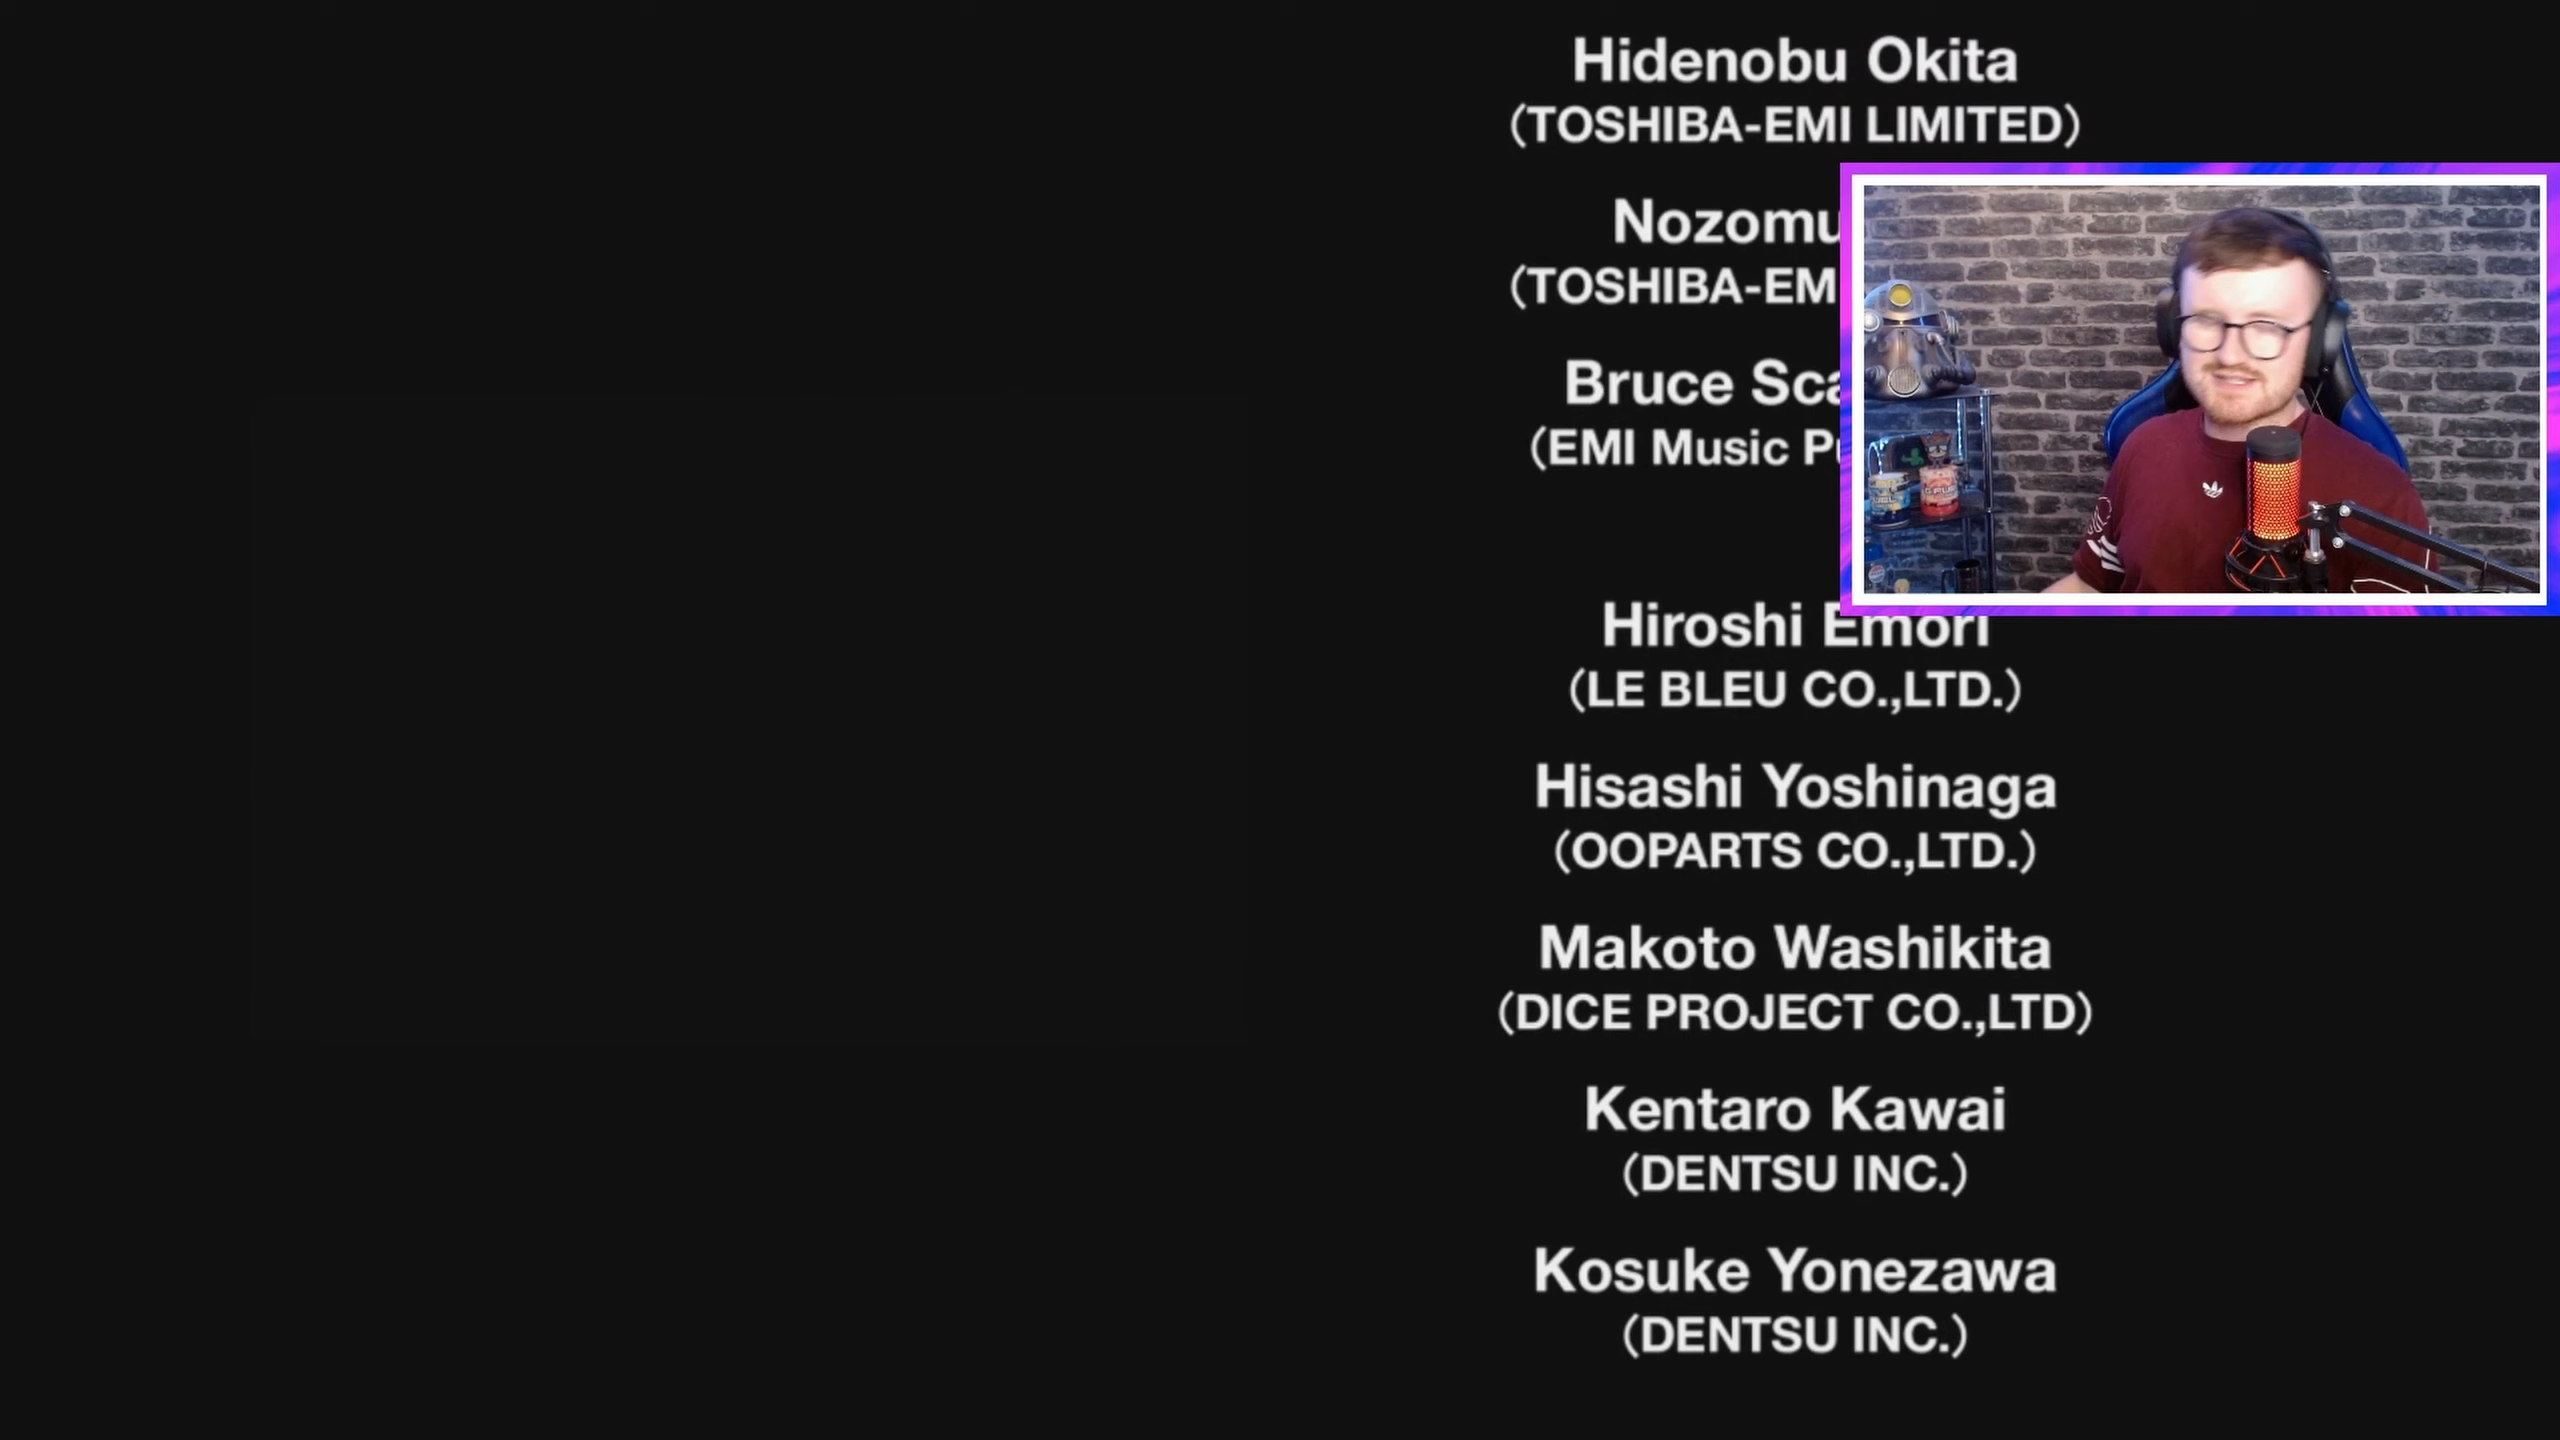 Hidenobu Okita
(TOSHIBA-EMI LIMITED)
Nozomu
(TOSHIBA-EM
Bruce Sca
(EMI Music Pu
Hiroshi Emori
(LE BLEU CO.,LTD.)
Hisashi Yoshinaga
(OOPARTS CO.,LTD.)
Makoto Washikita
(DICE PROJECT CO.,LTD)
Kentaro Kawai
(DENTSU INC.)
Kosuke Yonezawa
(DENTSU INC.)